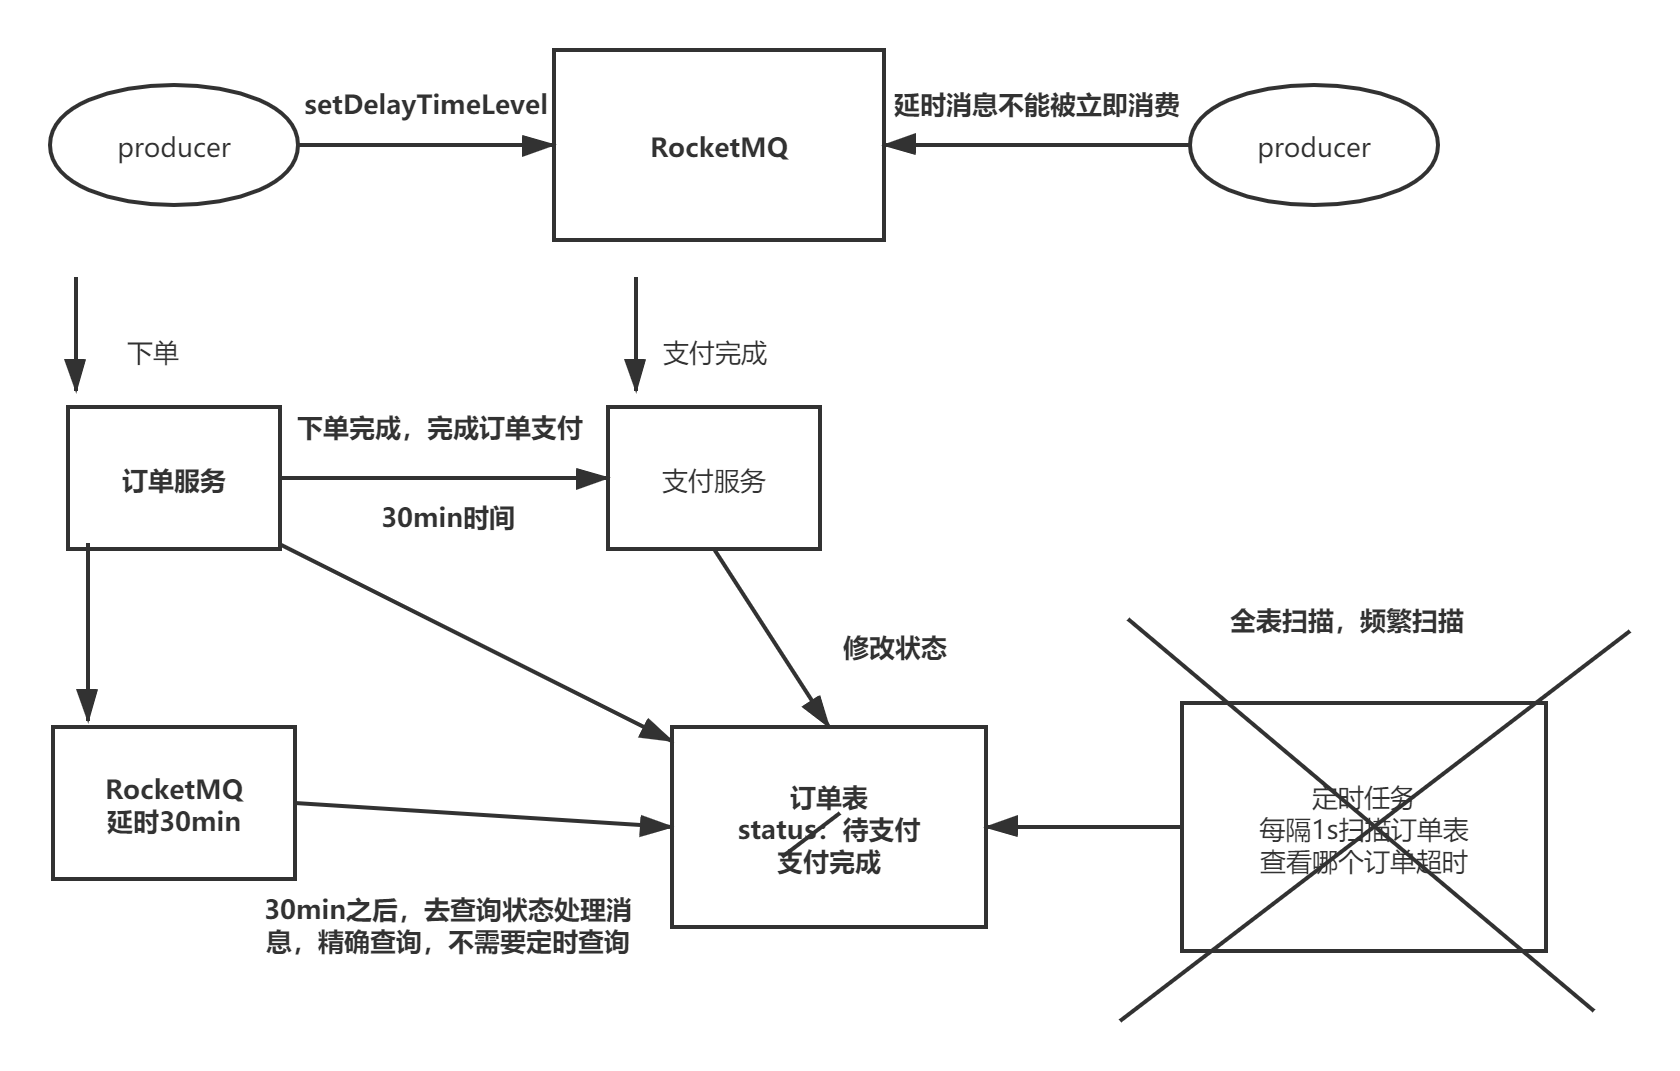 setDelayTimeLevel
延时消息不能被立即消费
producer
RocketMQ
producer
下单
支付完成
下单完成，完成订单支付
订单服务
支付服务
30min时间
全表扫描，频繁扫描
修改状态
RocketMQ
延时30min
订单表
status：待支付
支付完成
定时任务
每隔1s扫描订单表
查看哪个订单超时
30min之后，去查询状态处理消
息，精确查询，不需要定时查询